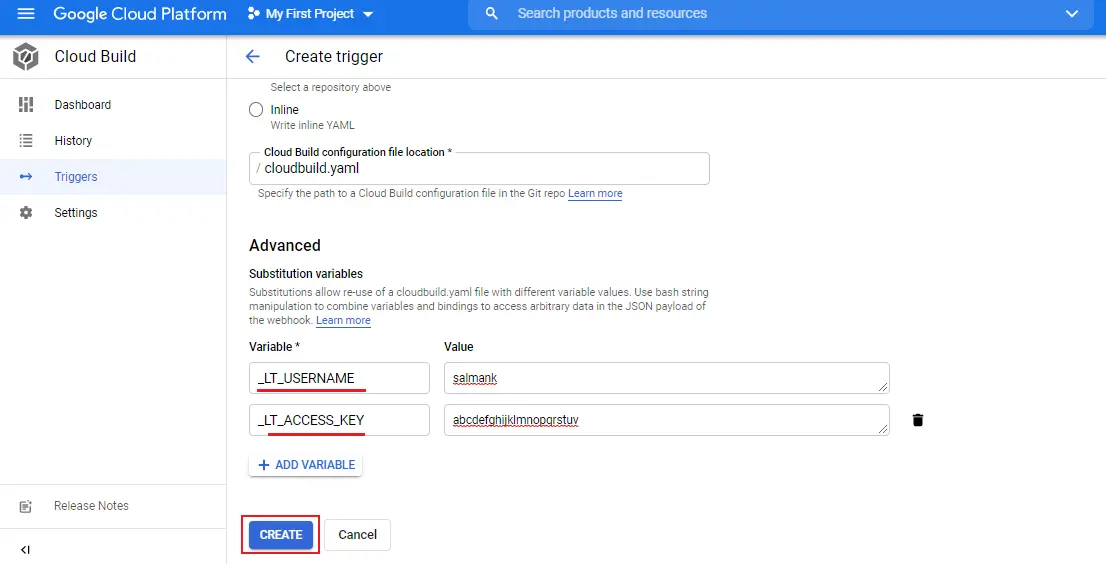 Google Cloud Platform My First Project Search products and resources
Cloud Build Create trigger
Dashboard
History
Triggers
Settings
Release Notes
Select a repository above
Inline
Write inline YAML
Cloud Build configuration file location *
/ cloudbuild.yaml
Specify the path to a Cloud Build configuration file in the Git repo Learn more
Advanced
Substitution variables
Substitutions allow re-use of a cloudbuild.yaml file with different variable values. Use bash string
manipulation to combine variables and bindings to access arbitrary data in the JSON payload of
the webhook. Learn more
Variable * Value
_LT_USERNAME salmank
_LT_ACCESS_KEY abcdefghijklmnopqrstuv
+ ADD VARIABLE
CREATE Cancel